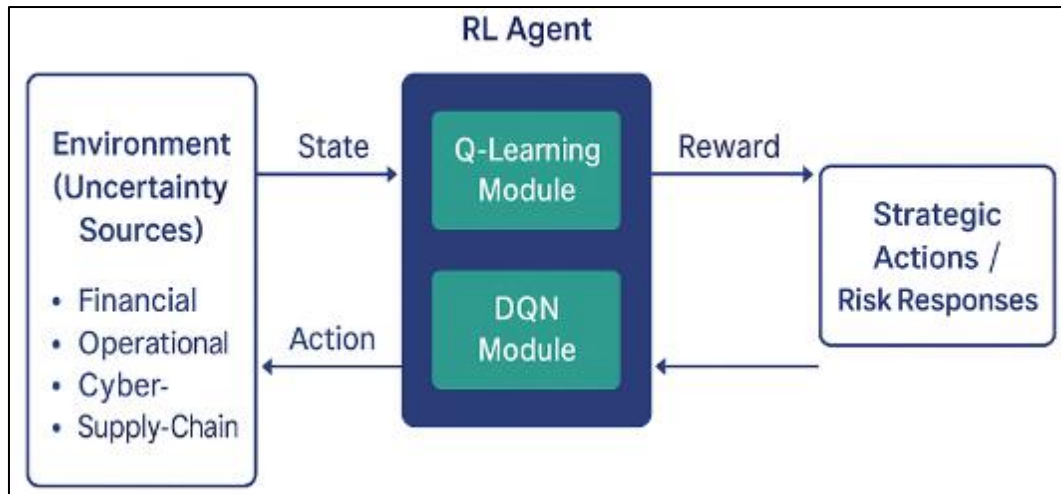 RL Agent
Environment
(Uncertainty
Sources)
• Financial
• Operational
• Cyber-
• Supply-Chain
State
Action
Q-Learning
Module
DQN
Module
Reward
Strategic
Actions /
Risk Responses